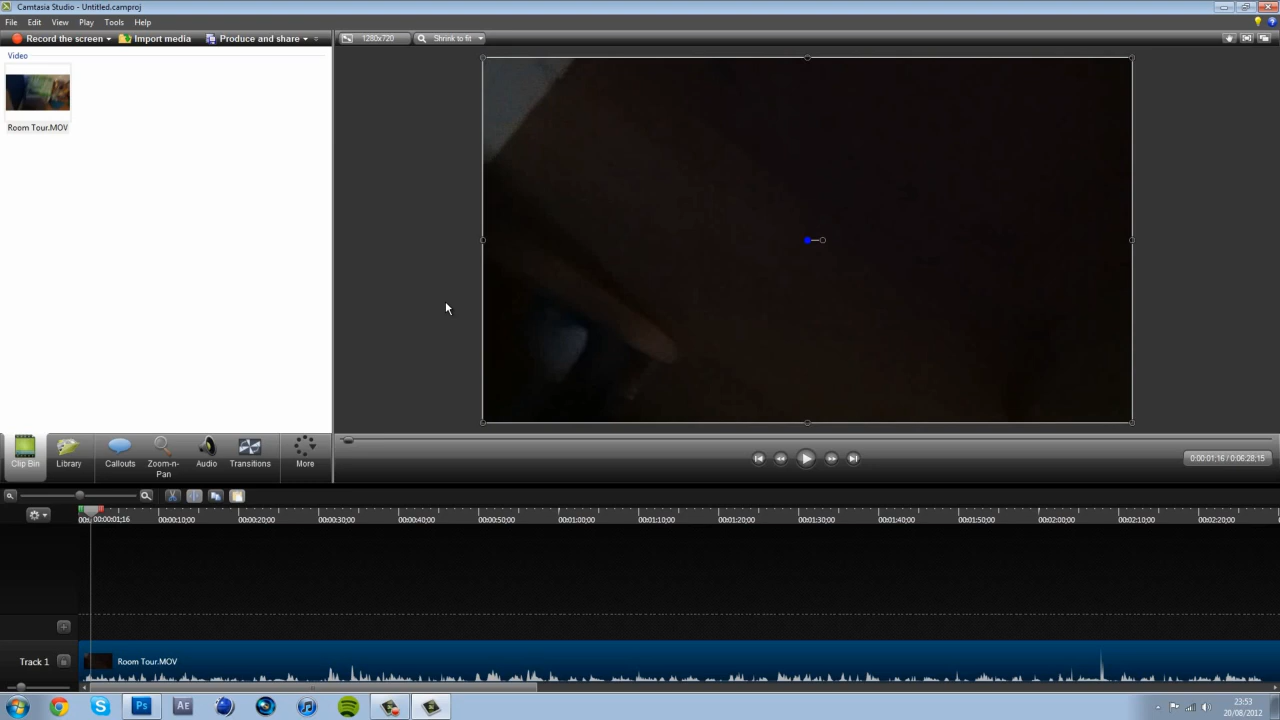 Camtasia Studio - Untitled.camproj
File Edit View Play Tools Help
Record the screen Import media Produce and share 1280x720 Shrink to fit
Video
Room Tour.MOV
Clip Bin Library Callouts Zoom-n-Pan Audio Transitions More
0:00:01;16 / 0:06:28;15
00:00:01;16 00:00:10;00 00:00:20;00 00:00:30;00 00:00:40;00 00:00:50;00 00:01:00;00 00:01:10;00 00:01:20;00 00:01:30;00 00:01:40;00 00:01:50;00 00:02:00;00 00:02:10;00 00:02:20;00
Track 1 Room Tour.MOV
Ps Ae
23:53
20/08/2012